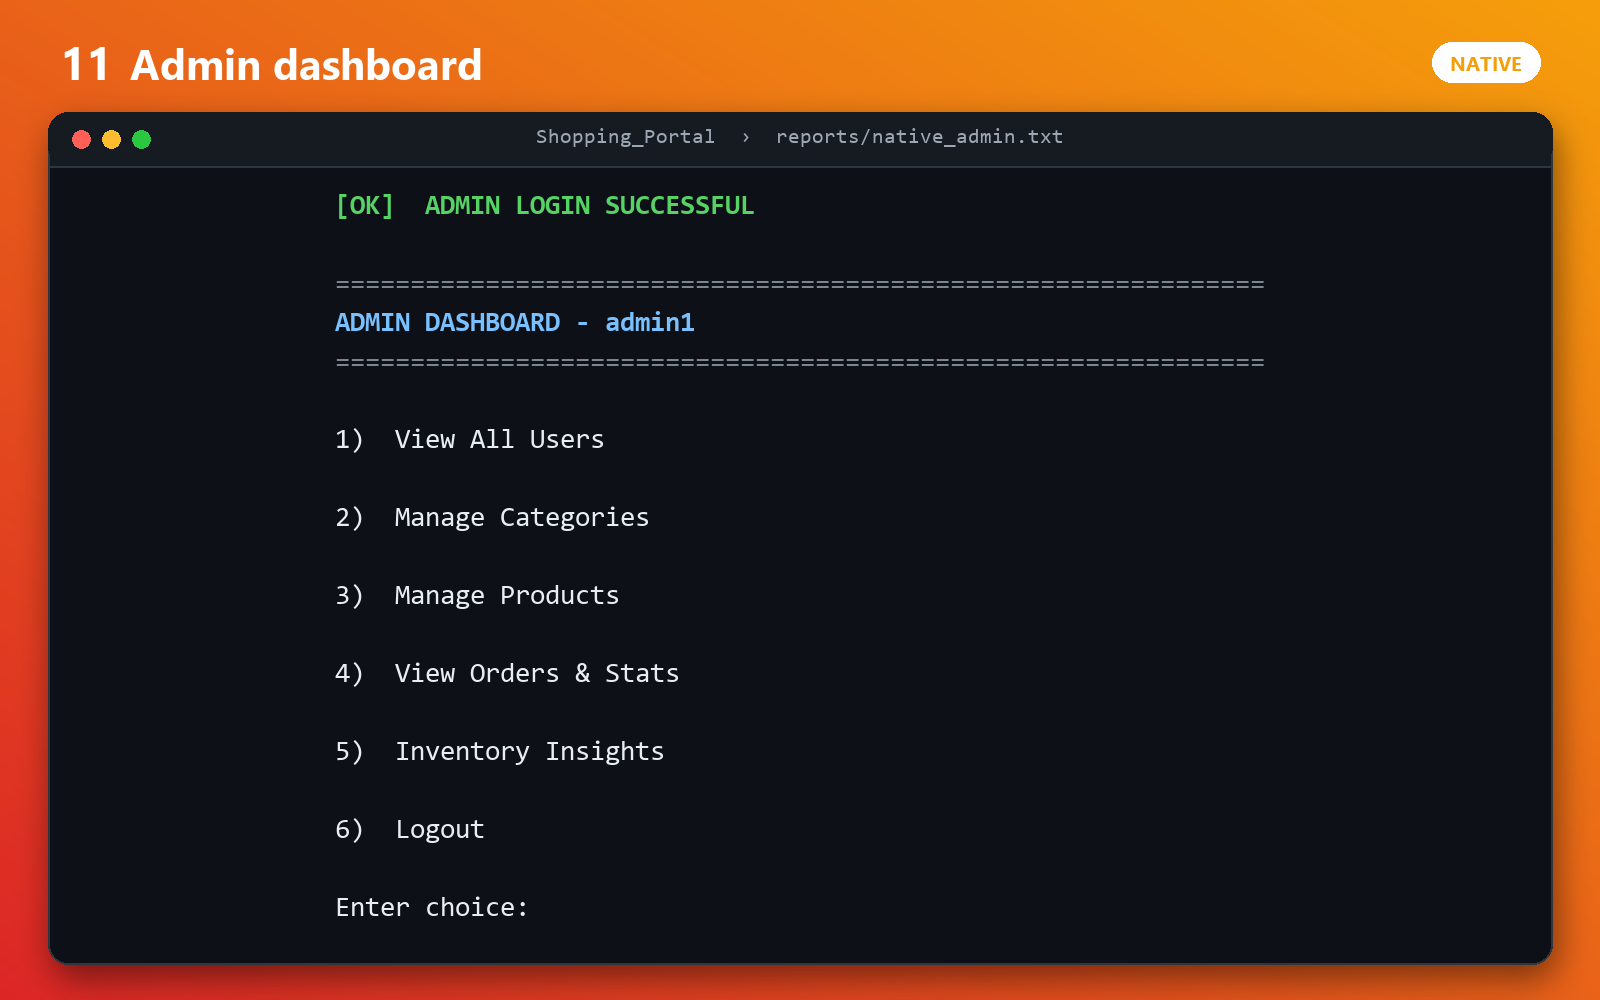 11 Admin dashboard
NATIVE
Shopping_Portal › reports/native_admin.txt
[OK]  ADMIN LOGIN SUCCESSFUL
==============================================================
ADMIN DASHBOARD - admin1
==============================================================
1)  View All Users
2)  Manage Categories
3)  Manage Products
4)  View Orders & Stats
5)  Inventory Insights
6)  Logout
Enter choice: